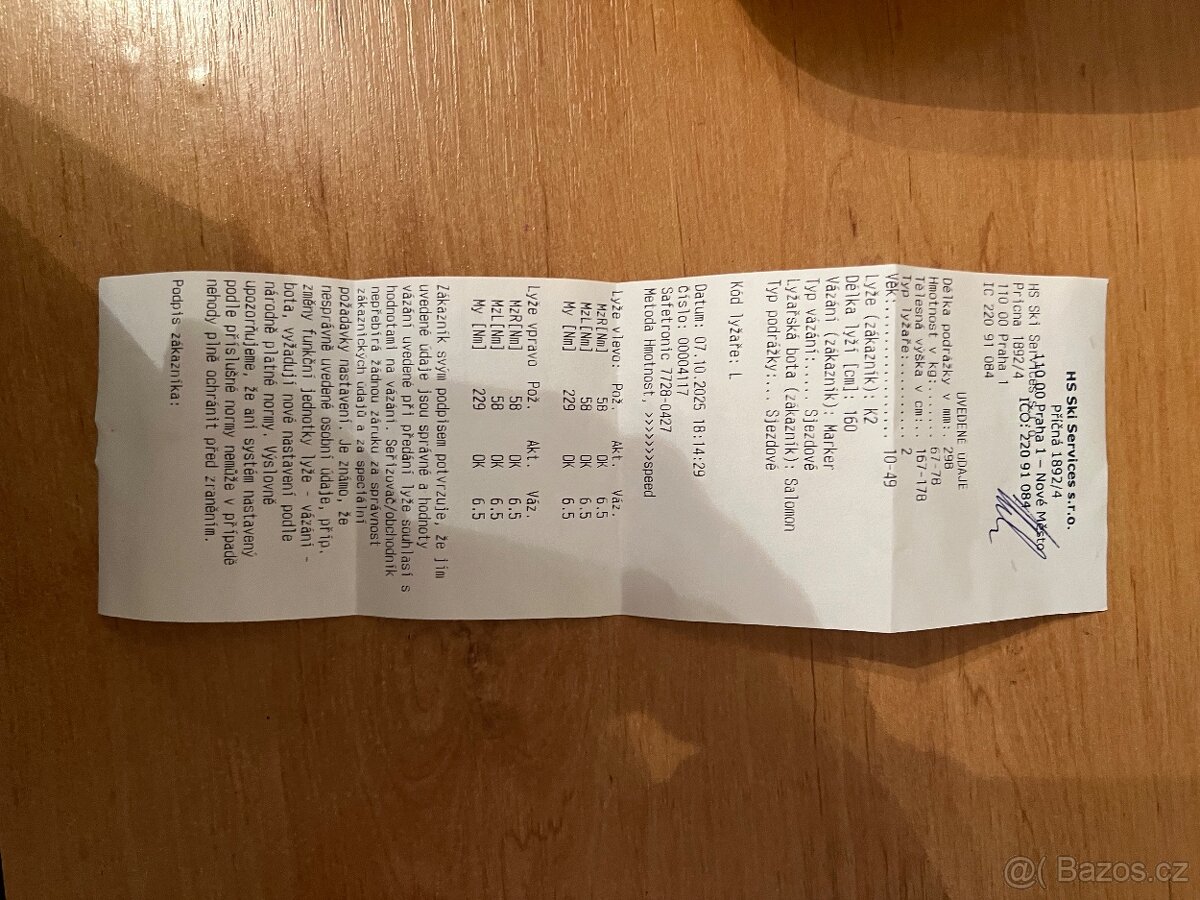 HS Ski Services s.r.o.
Příčná 1892/4
110 00 Praha 1 – Nové Město
IČO: 220 91 084
HS Ski Services s.r.o.
Příčná 1892/4
110 00 Praha 1
IC 220 91 084
UVEDENÉ ÚDAJE
Délka podrážky v mm: 298
Hmotnost v kg:.... 67-78
Tělesná výška v cm:.. 167-178
Typ lyžaře:......... 2
Věk:................ 10-49
Lyže (zákazník): K2
Délka lyží [cm]: 160
Vázání (zákazník): Marker
Typ vázání:.... Sjezdové
Lyžařská bota (zákazník): Salomon
Typ podrážky:... Sjezdové
Kód lyžaře: L
Datum: 07.10.2025 18:14:29
Číslo: 00004117
Safetronic 7728-0427
Metoda Hmotnost, >>>>>>speed
Lyže vlevo: Pož. Akt. Váz.
MzR[Nm] 58 OK 6.5
MzL[Nm] 58 OK 6.5
My [Nm] 229 OK 6.5
Lyže vpravo Pož. Akt. Váz.
MzR[Nm] 58 OK 6.5
MzL[Nm] 58 OK 6.5
My [Nm] 229 OK 6.5
Zákazník svým podpisem potvrzuje, že jím
uvedené údaje jsou správné a hodnoty
vázání uvedené při předání lyže souhlasí s
hodnotami na vázání. Seřizovač/obchodník
nepřebírá žádnou záruku za správnost
zákaznických údajů a za speciální
požadavky nastavení. Je známo, že
nesprávně uvedené osobní údaje, příp.
změny funkční jednotky lyže - vázání -
bota, vyžadují nové nastavení podle
národně platné normy. Výslovně
upozorňujeme, že ani systém nastavený
podle příslušné normy nemůže v případě
nehody plně ochránit před zraněním.
Podpis zákazníka:
@( Bazos.cz